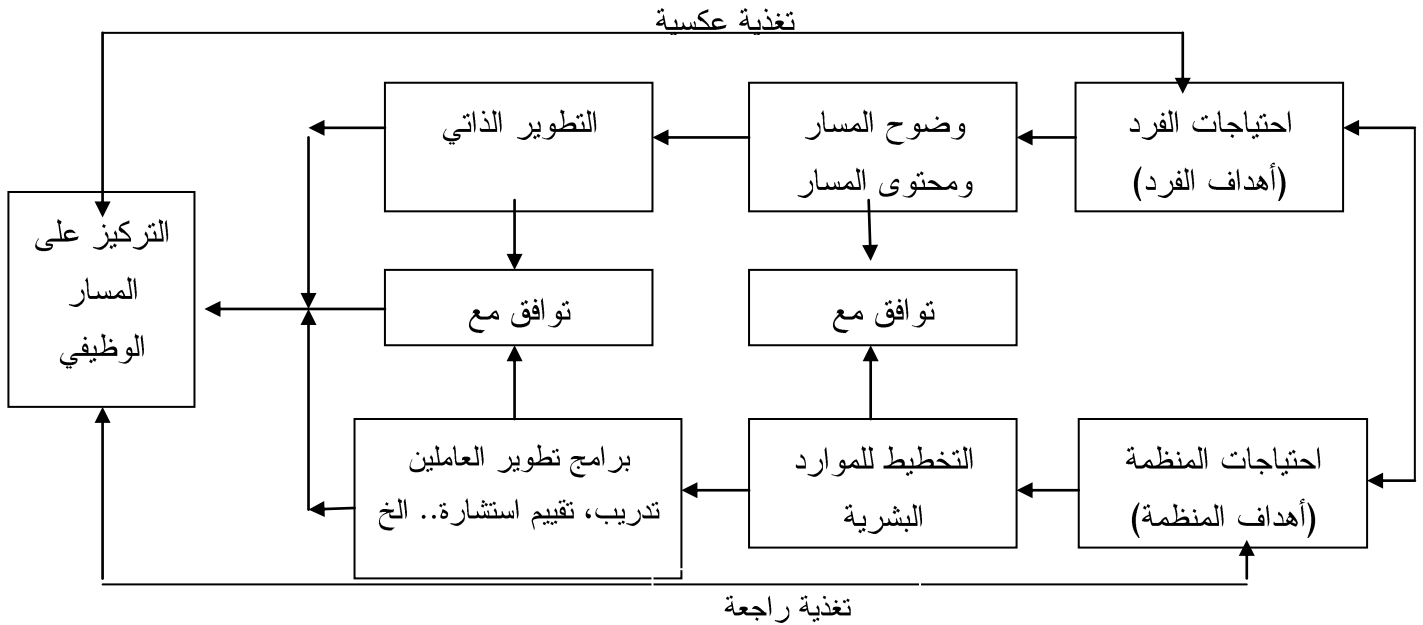 تغذية عكسية
احتياجات الفرد
(أهداف الفرد)
وضوح المسار
ومحتوى المسار
التطوير الذاتي
التركيز على
المسار
الوظيفي
توافق مع
توافق مع
احتياجات المنظمة
(أهداف المنظمة)
التخطيط للموارد
البشرية
برامج تطوير العاملين
تدريب، تقييم استشارة.. الخ
تغذية راجعة